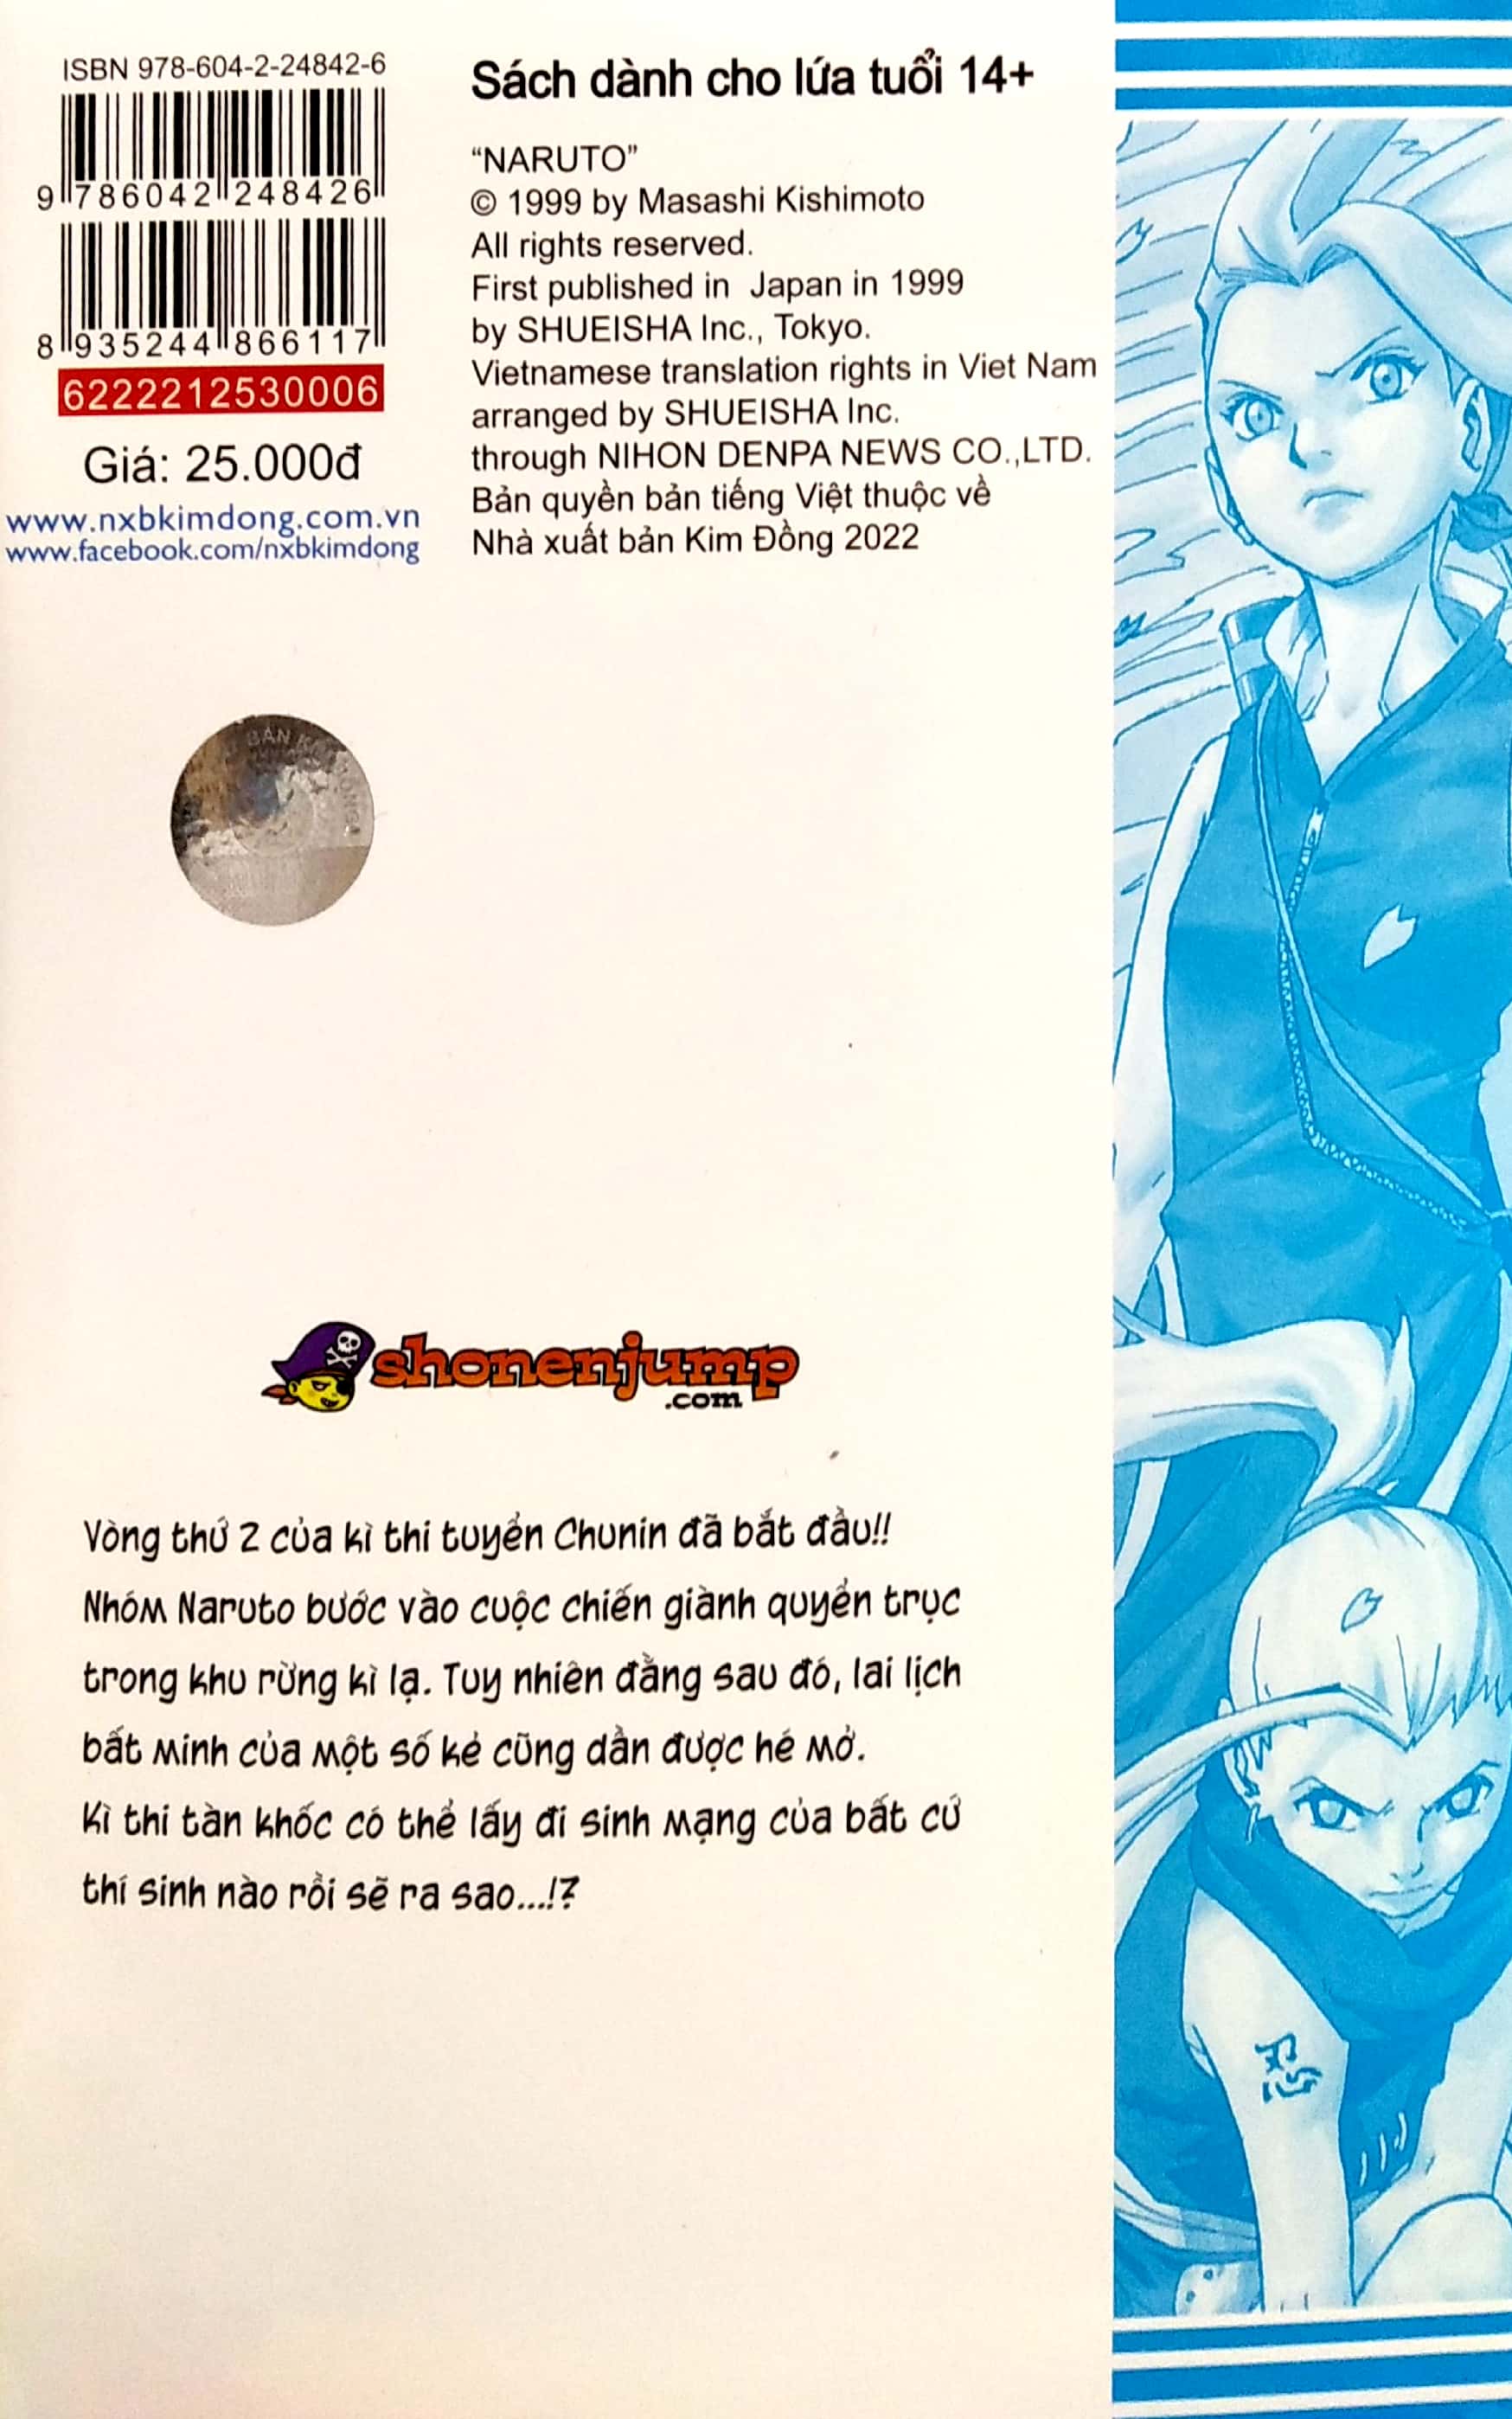 ISBN 978-604-2-24842-6
9 786042 248426
8 935244 866117
6222212530006
Giá: 25.000đ
www.nxbkimdong.com.vn
www.facebook.com/nxbkimdong
Sách dành cho lứa tuổi 14+
“NARUTO”
© 1999 by Masashi Kishimoto
All rights reserved.
First published in Japan in 1999
by SHUEISHA Inc., Tokyo.
Vietnamese translation rights in Viet Nam
arranged by SHUEISHA Inc.
through NIHON DENPA NEWS CO.,LTD.
Bản quyền bản tiếng Việt thuộc về
Nhà xuất bản Kim Đồng 2022
BẢN KIM ĐỒNG
shonenjump
.com
Vòng thứ 2 của kì thi tuyển Chunin đã bắt đầu!!
Nhóm Naruto bước vào cuộc chiến giành quyển trục
trong khu rừng kì lạ. Tuy nhiên đằng sau đó, lai lịch
bất minh của một số kẻ cũng dần được hé mở.
Kì thi tàn khốc có thể lấy đi sinh mạng của bất cứ
thí sinh nào rồi sẽ ra sao...!?
忍